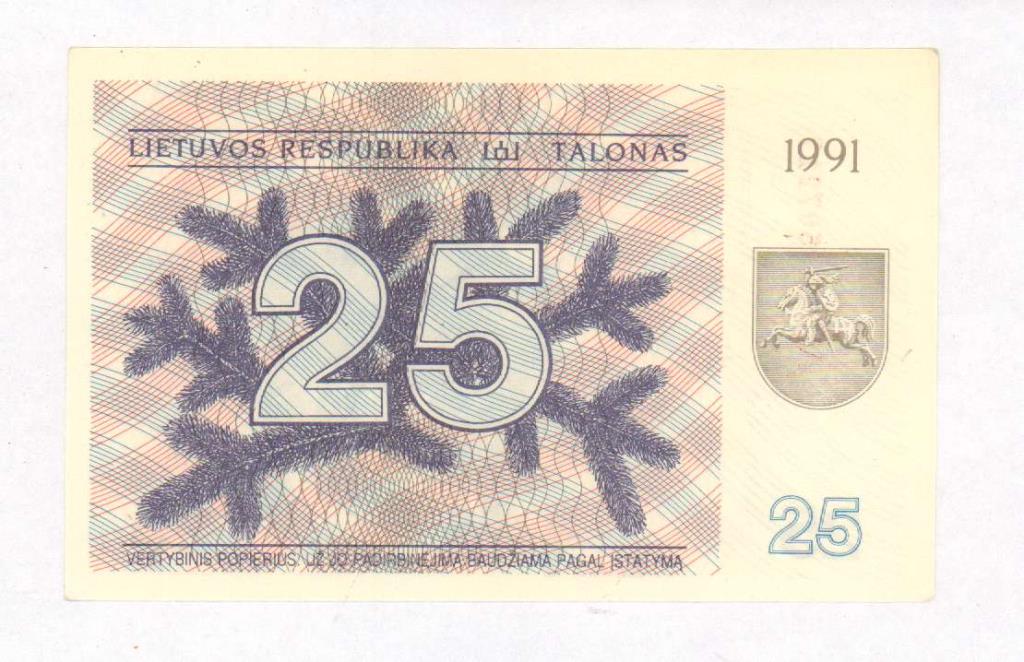 LIETUVOS RESPUBLIKA TALONAS
1991
25
25
VERTYBINIS POPIERIUS. UŽ JO PADIRBINĖJIMĄ BAUDŽIAMA PAGAL ĮSTATYMĄ